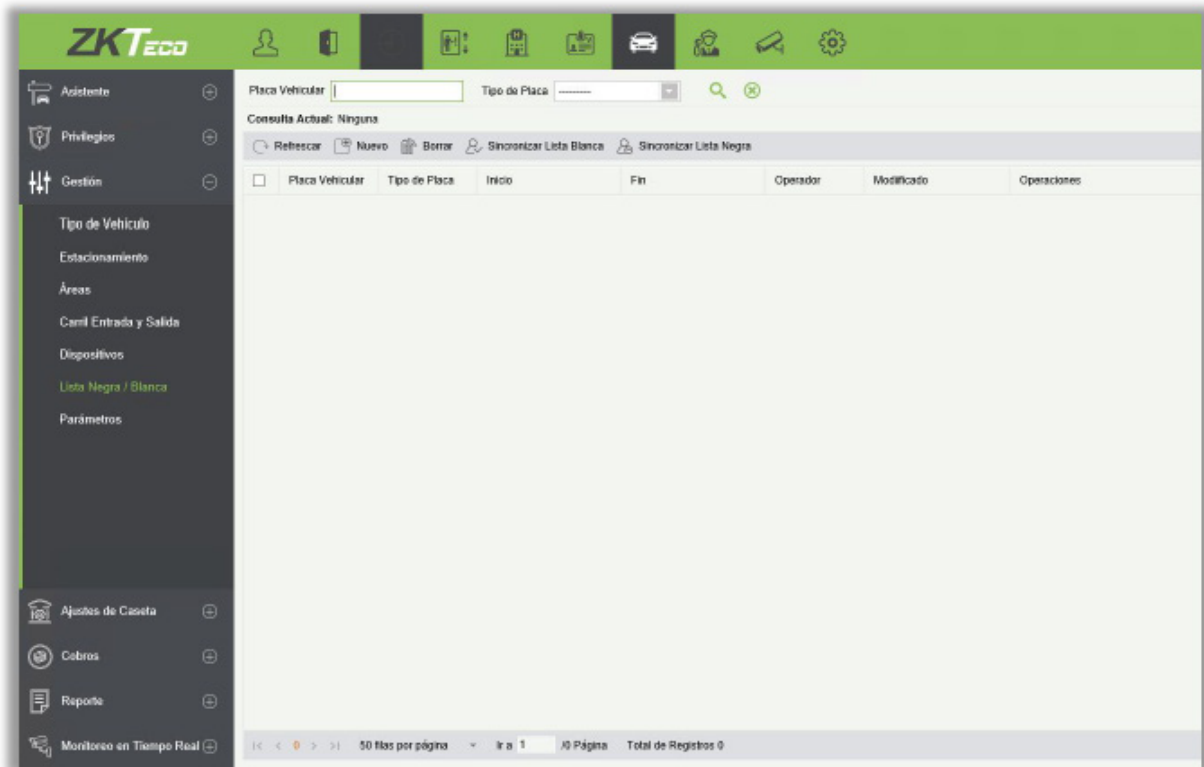 ZKTeco
Asistente
Privilegios
Gestión
Tipo de Vehículo
Estacionamiento
Áreas
Carril Entrada y Salida
Dispositivos
Lista Negra / Blanca
Parámetros
Ajustes de Caseta
Cobros
Reporte
Monitoreo en Tiempo Real
Placa Vehicular Tipo de Placa ---------
Consulta Actual: Ninguna
Refrescar Nuevo Borrar Sincronizar Lista Blanca Sincronizar Lista Negra
Placa Vehicular Tipo de Placa Inicio Fin Operador Modificado Operaciones
|< < 0 > >| 50 filas por página Ir a 1 /0 Página Total de Registros 0